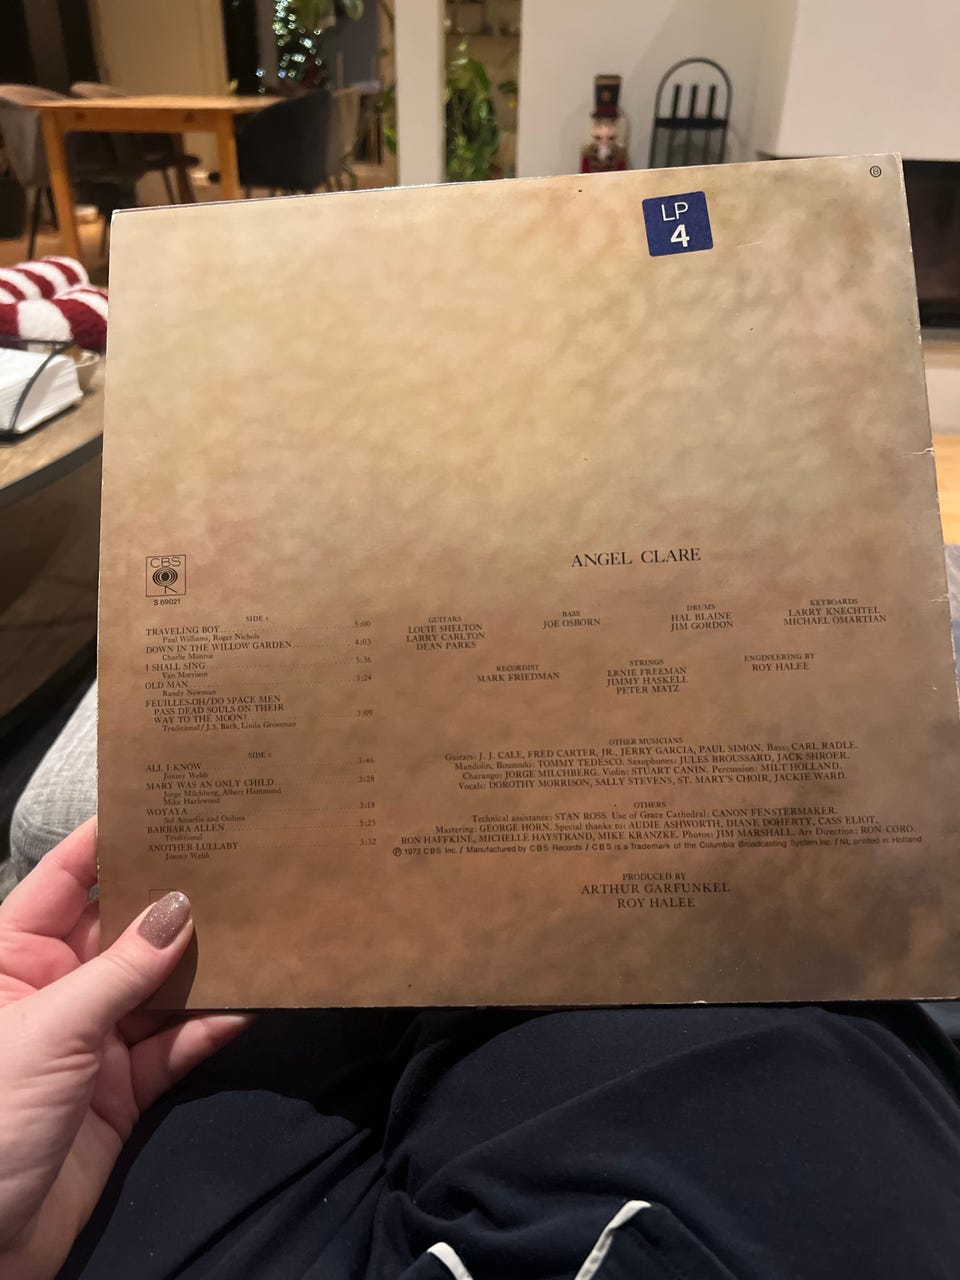 B
LP
4
CBS
S 69021
ANGEL CLARE
SIDE 1
TRAVELING BOY 5:00
Paul Williams, Roger Nichols
DOWN IN THE WILLOW GARDEN 4:03
Charlie Monroe
I SHALL SING 3:36
Van Morrison
OLD MAN 3:24
Randy Newman
FEUILLES-OH/DO SPACE MEN
PASS DEAD SOULS ON THEIR
WAY TO THE MOON? 3:09
Traditional/J.S. Bach, Linda Grossman
SIDE 2
ALL I KNOW 3:46
Jimmy Webb
MARY WAS AN ONLY CHILD 3:28
Jorge Milchberg, Albert Hammond
Mike Hazlewood
WOYAYA 3:18
Sol Amarfio and Osibisa
BARBARA ALLEN 5:25
Traditional
ANOTHER LULLABY 3:32
Jimmy Webb
GUITARS
LOUIE SHELTON
LARRY CARLTON
DEAN PARKS
BASS
JOE OSBORN
DRUMS
HAL BLAINE
JIM GORDON
KEYBOARDS
LARRY KNECHTEL
MICHAEL OMARTIAN
RECORDIST
MARK FRIEDMAN
STRINGS
ERNIE FREEMAN
JIMMY HASKELL
PETER MATZ
ENGINEERING BY
ROY HALEE
OTHER MUSICIANS
Guitars: J. J. CALE, FRED CARTER, JR., JERRY GARCIA, PAUL SIMON. Bass: CARL RADLE.
Mandolin, Bouzouki: TOMMY TEDESCO. Saxophones: JULES BROUSSARD, JACK SHROER.
Charango: JORGE MILCHBERG. Violin: STUART CANIN. Percussion: MILT HOLLAND.
Vocals: DOROTHY MORRISON, SALLY STEVENS, ST. MARY'S CHOIR, JACKIE WARD.
OTHERS
Technical assistance: STAN ROSS. Use of Grace Cathedral: CANON FENSTERMAKER.
Mastering: GEORGE HORN. Special thanks to: AUDIE ASHWORTH, DIANE DOHERTY, CASS ELIOT,
RON HAFFKINE, MICHELLE HAYSTRAND, MIKE KRANZKE. Photos: JIM MARSHALL. Art Direction: RON CORO.
Ⓟ 1973 CBS Inc / Manufactured by CBS Records / CBS is a Trademark of the Columbia Broadcasting System Inc / NL printed in Holland
PRODUCED BY
ARTHUR GARFUNKEL
ROY HALEE